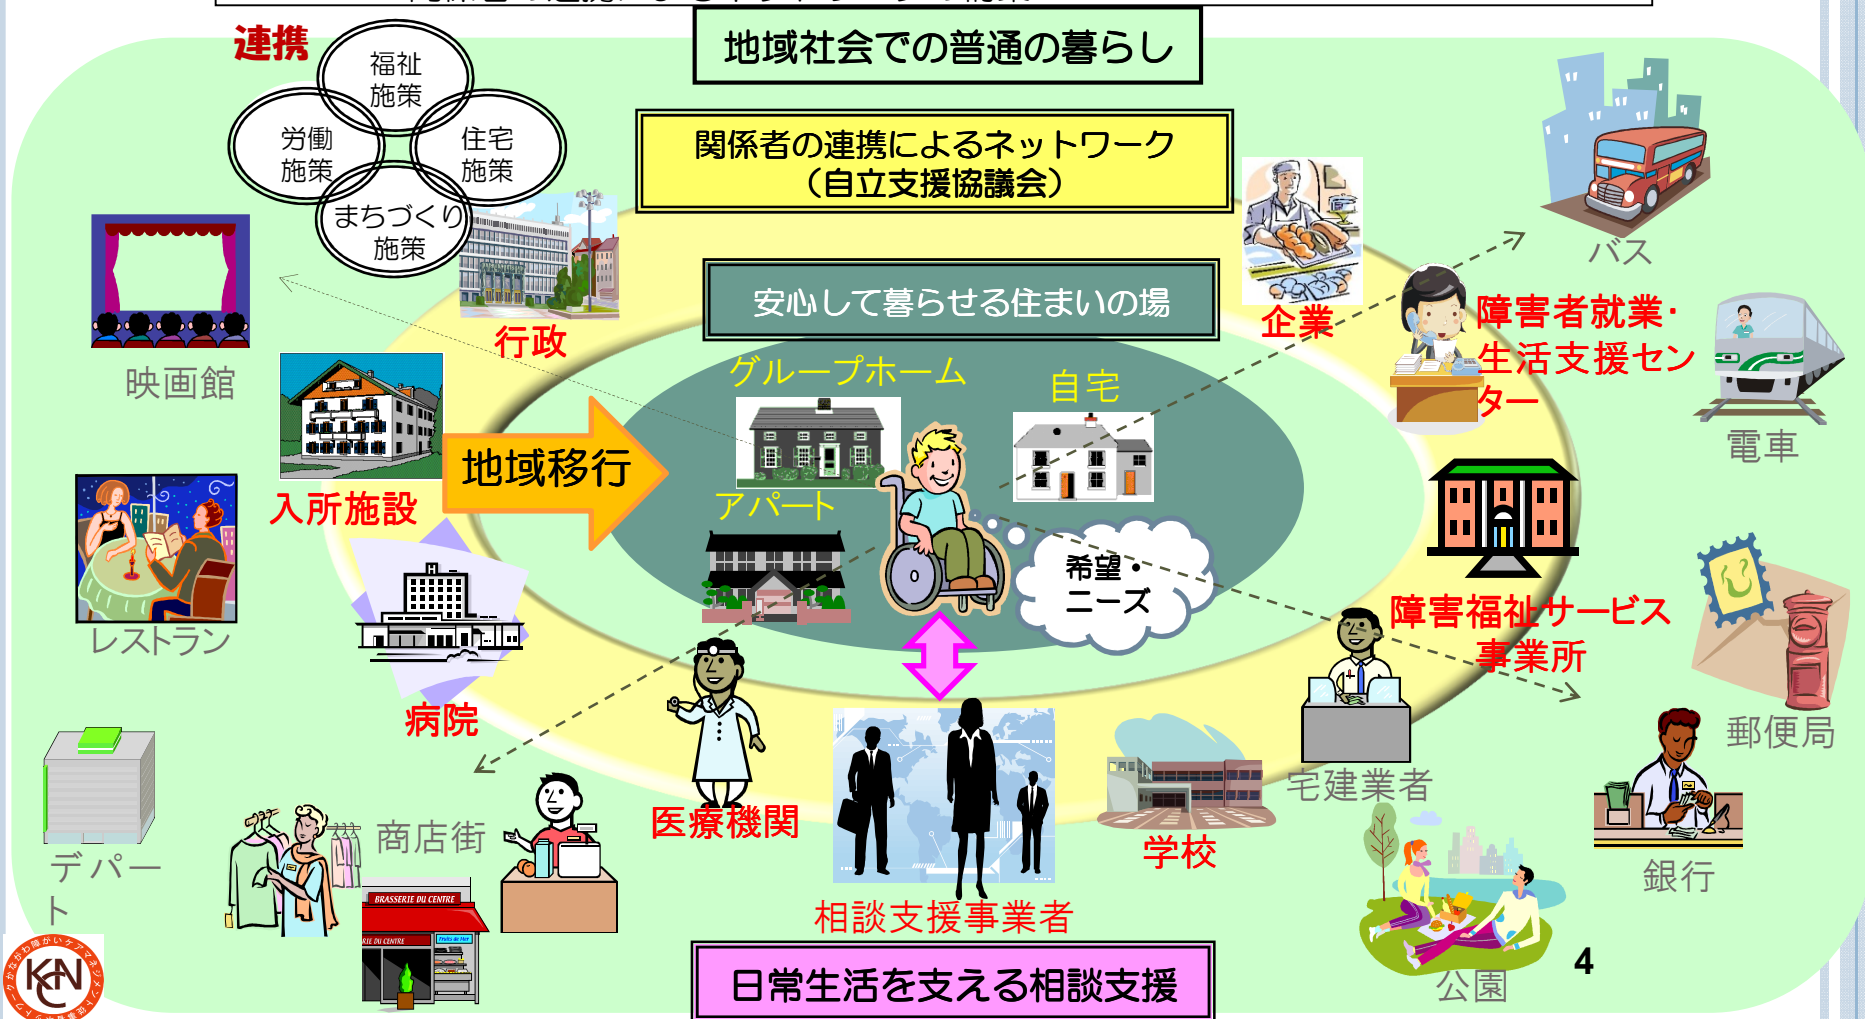 地域社会での普通の暮らし
連携
福祉
施策
労働
施策
住宅
施策
まちづくり
施策
関係者の連携によるネットワーク
（自立支援協議会）
安心して暮らせる住まいの場
グループホーム
自宅
アパート
地域移行
希望・
ニーズ
行政
入所施設
病院
医療機関
相談支援事業者
学校
企業
障害者就業・
生活支援セン
ター
障害福祉サービス
事業所
宅建業者
映画館
レストラン
デパー
ト
商店街
BRASSERIE DU CENTRE
バス
電車
郵便局
銀行
公園
日常生活を支える相談支援
4
KCN